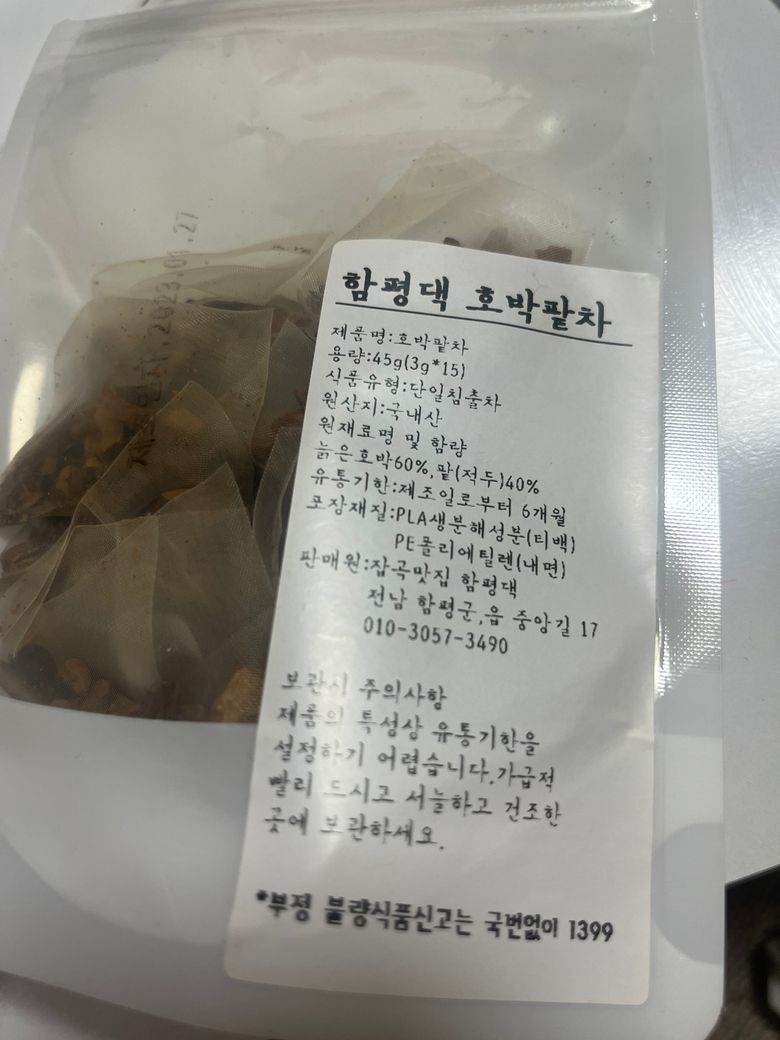 제조일자.2023.01.27
함평댁 호박팥차
제품명:호박팥차
용량:45g(3g*15)
식품유형:단일침출차
원산지:국내산
원재료명 및 함량
늙은호박60%,팥(적두)40%
유통기한:제조일로부터 6개월
포장재질:PLA생분해성분(티백)
PE폴리에틸렌(내면)
판매원:잡곡맛집 함평댁
전남 함평군,읍 중앙길 17
010-3057-3490
보관시 주의사항
제품의 특성상 유통기한을
설정하기 어렵습니다.가급적
빨리 드시고 서늘하고 건조한
곳에 보관하세요.
*부정 불량식품신고는 국번없이 1399